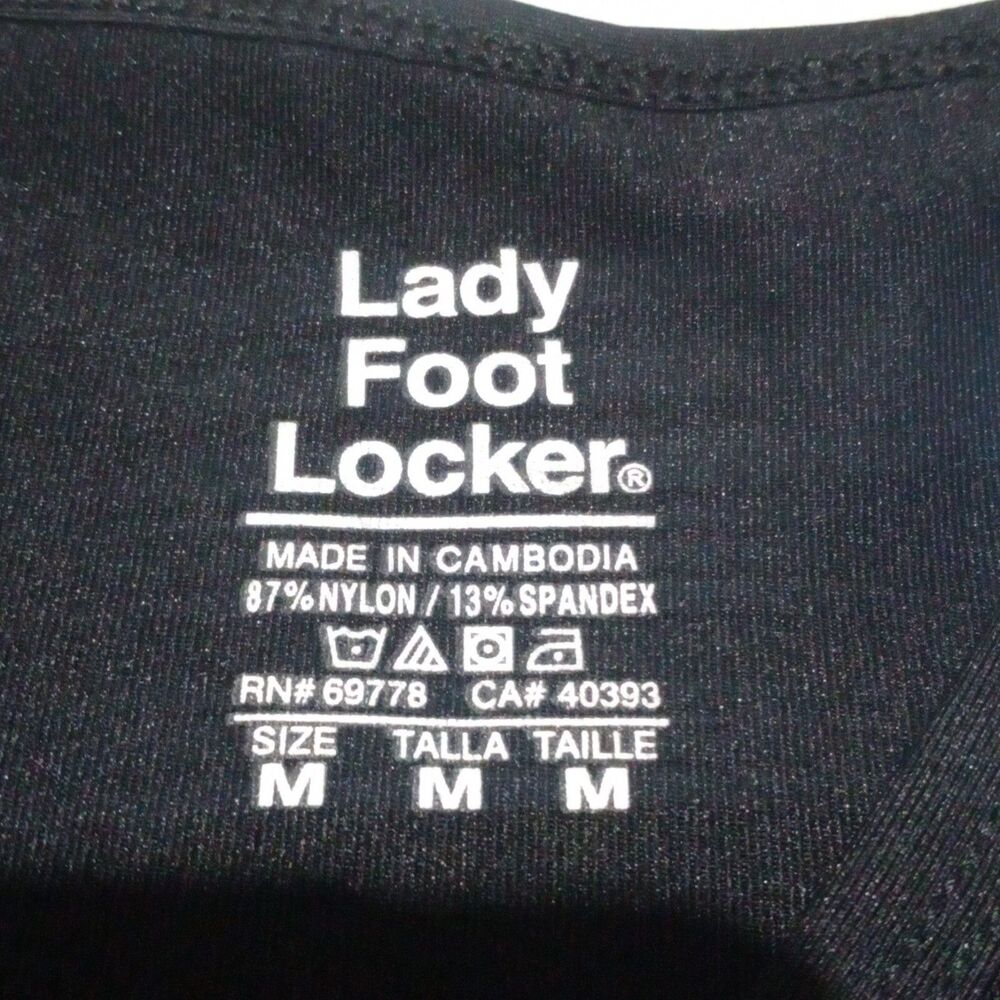 Lady
Foot
Locker®
MADE IN CAMBODIA
87% NYLON / 13% SPANDEX
RN# 69778 CA# 40393
SIZE TALLA TAILLE
M M M